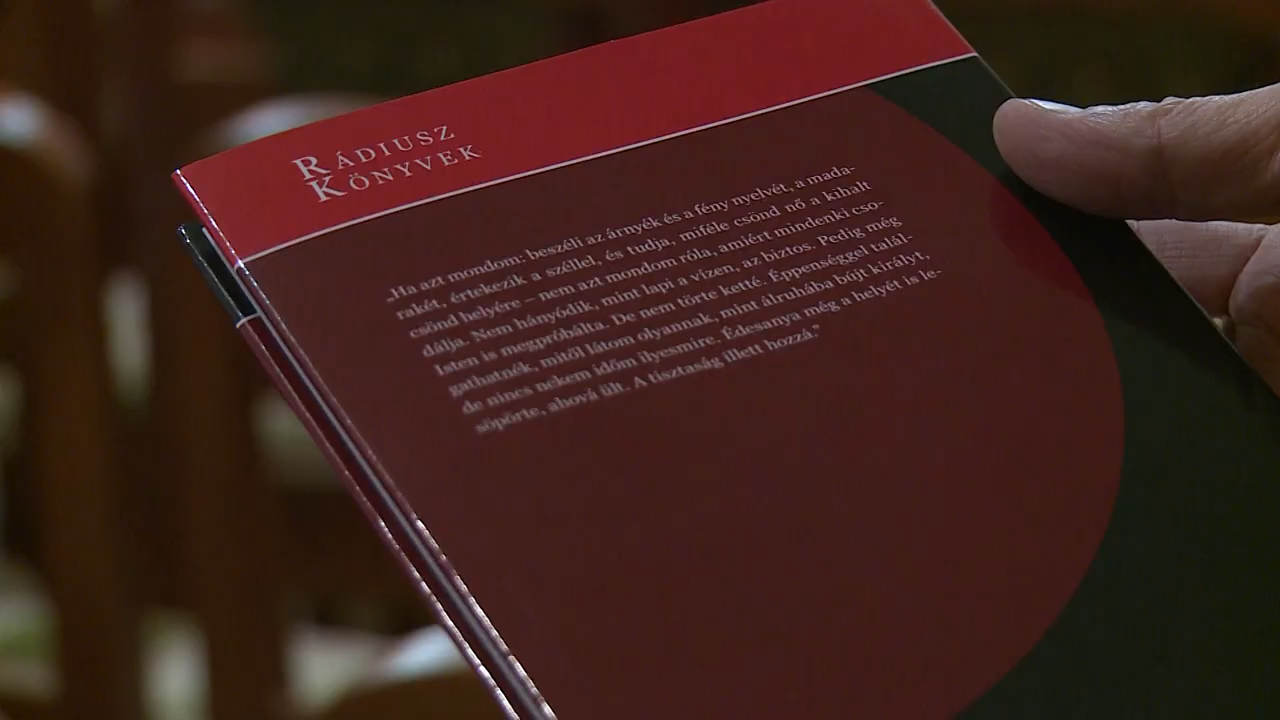 RÁDIUSZ
KÖNYVEK
„Ha azt mondom: beszéli az árnyék és a fény nyelvét, a mada-
rakét, értekezik a széllel, és tudja, miféle csönd nő a kihalt
csönd helyére – nem azt mondom róla, amiért mindenki cso-
dálja. Nem hányódik, mint lapi a vizen, az biztos. Pedig még
Isten is megpróbálta. De nem törte ketté. Éppenséggel talál-
gathatnék, mitől látom olyannak, mint álruhába bújt királyt,
de nincs nékem időm ilyesmire. Édesanya még a helyét is le-
söpörte, ahová ült. A tisztaság illett hozzá.”